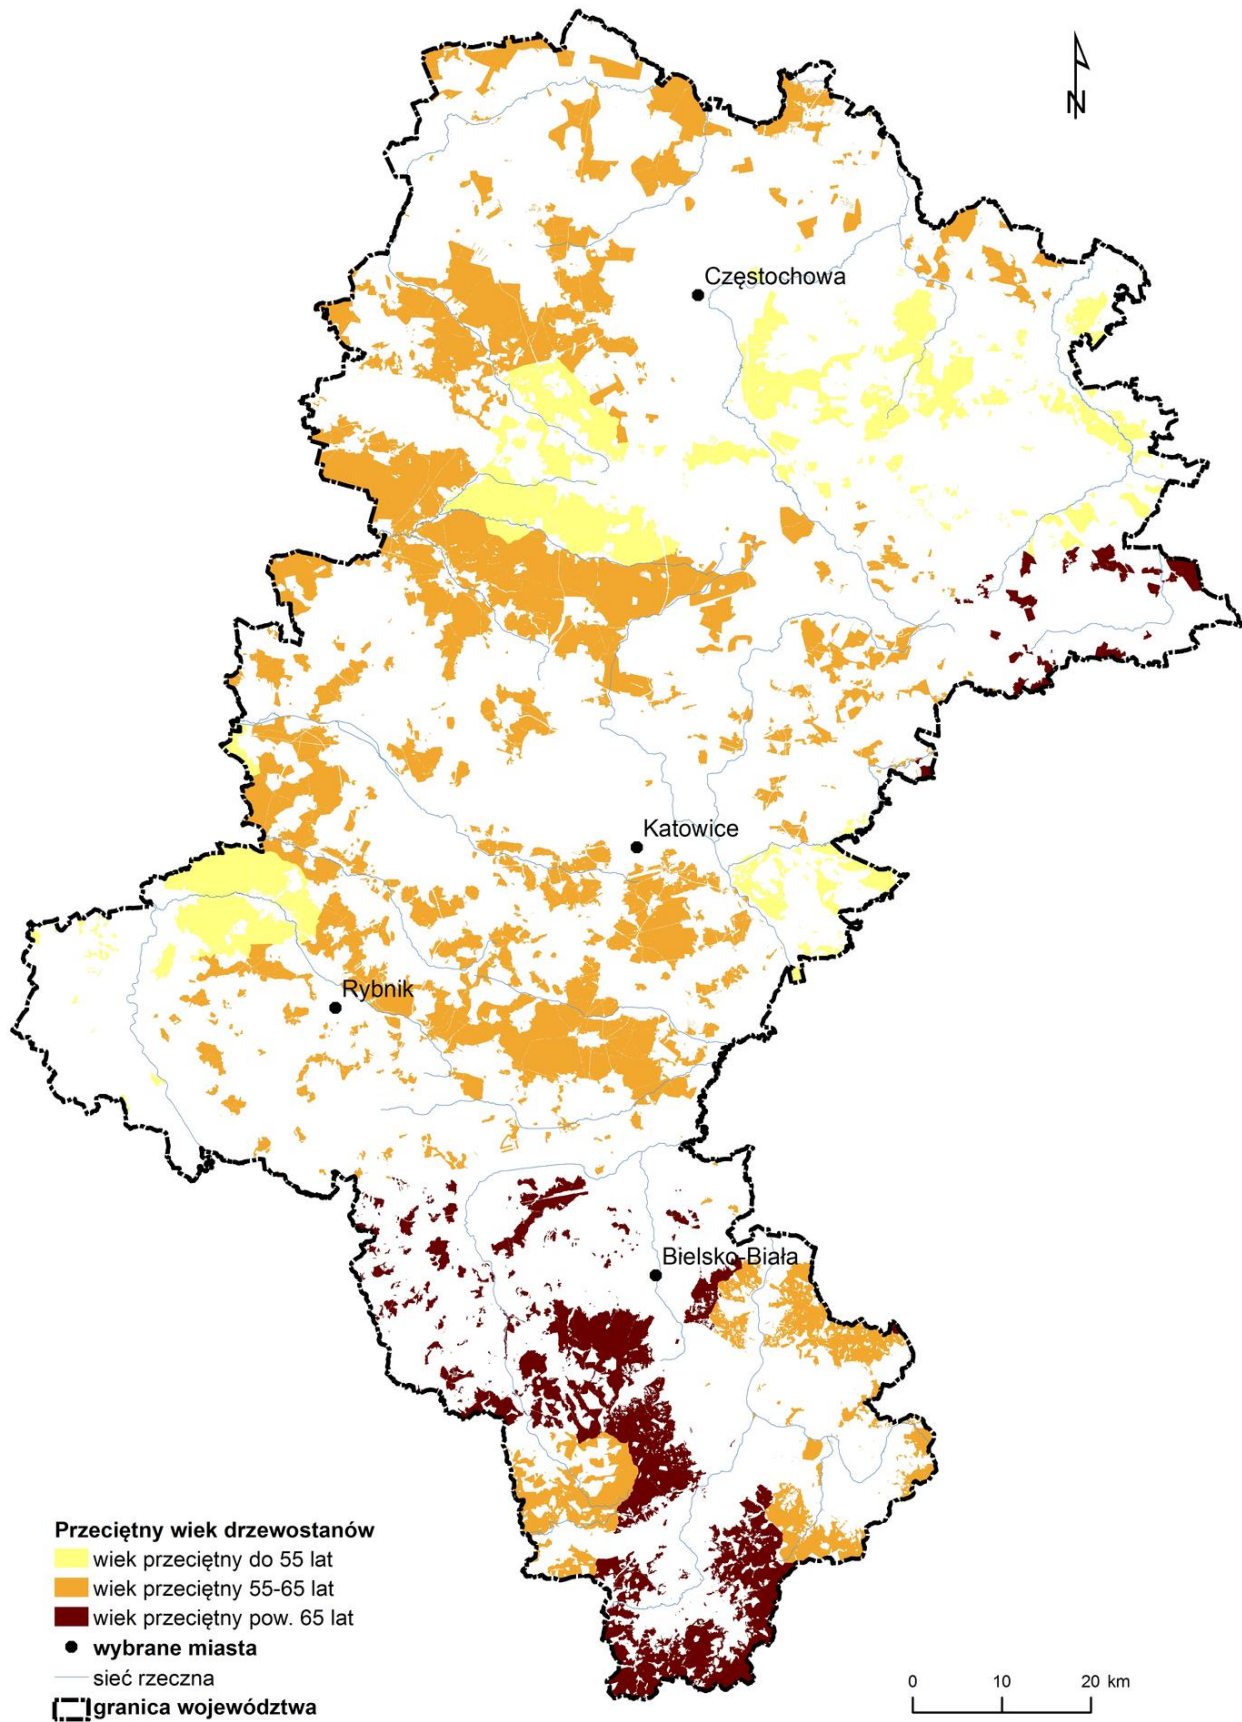 N
Częstochowa
Katowice
Rybnik
Bielsko-Biała
Przeciętny wiek drzewostanów
wiek przeciętny do 55 lat
wiek przeciętny 55-65 lat
wiek przeciętny pow. 65 lat
wybrane miasta
sieć rzeczna
granica województwa
0 10 20 km